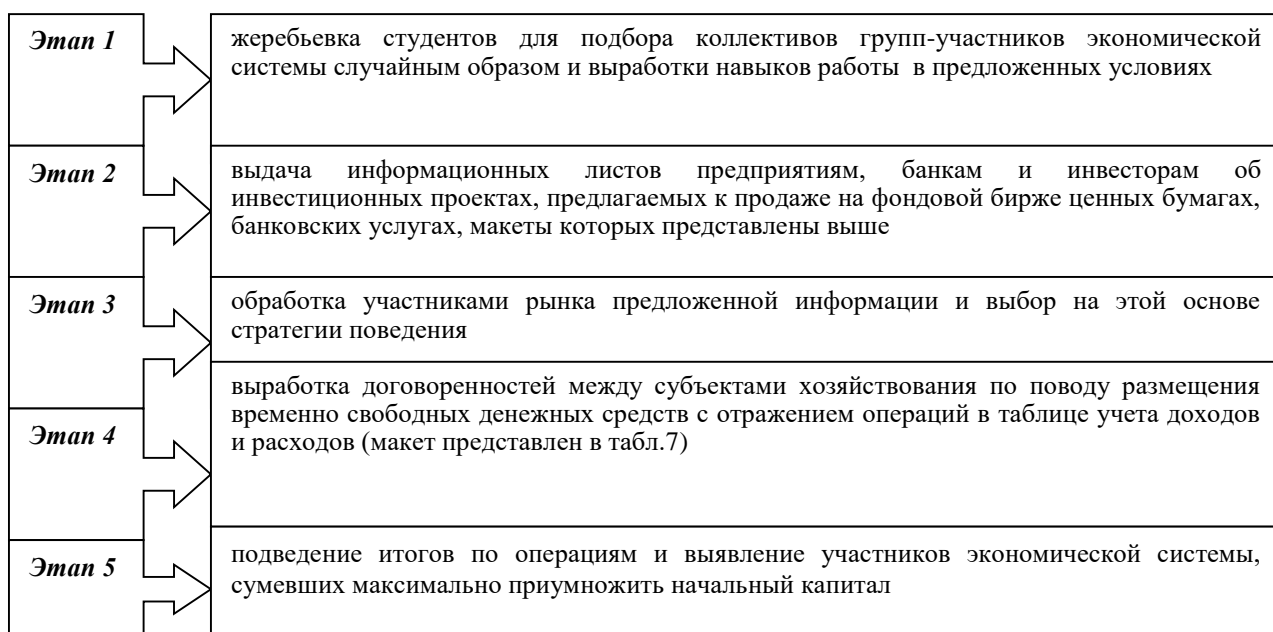 Этап 1
жеребьевка студентов для подбора коллективов групп-участников экономической
системы случайным образом и выработки навыков работы в предложенных условиях
Этап 2
выдача информационных листов предприятиям, банкам и инвесторам об
инвестиционных проектах, предлагаемых к продаже на фондовой бирже ценных бумагах,
банковских услугах, макеты которых представлены выше
Этап 3
обработка участниками рынка предложенной информации и выбор на этой основе
стратегии поведения
Этап 4
выработка договоренностей между субъектами хозяйствования по поводу размещения
временно свободных денежных средств с отражением операций в таблице учета доходов
и расходов (макет представлен в табл.7)
Этап 5
подведение итогов по операциям и выявление участников экономической системы,
сумевших максимально приумножить начальный капитал